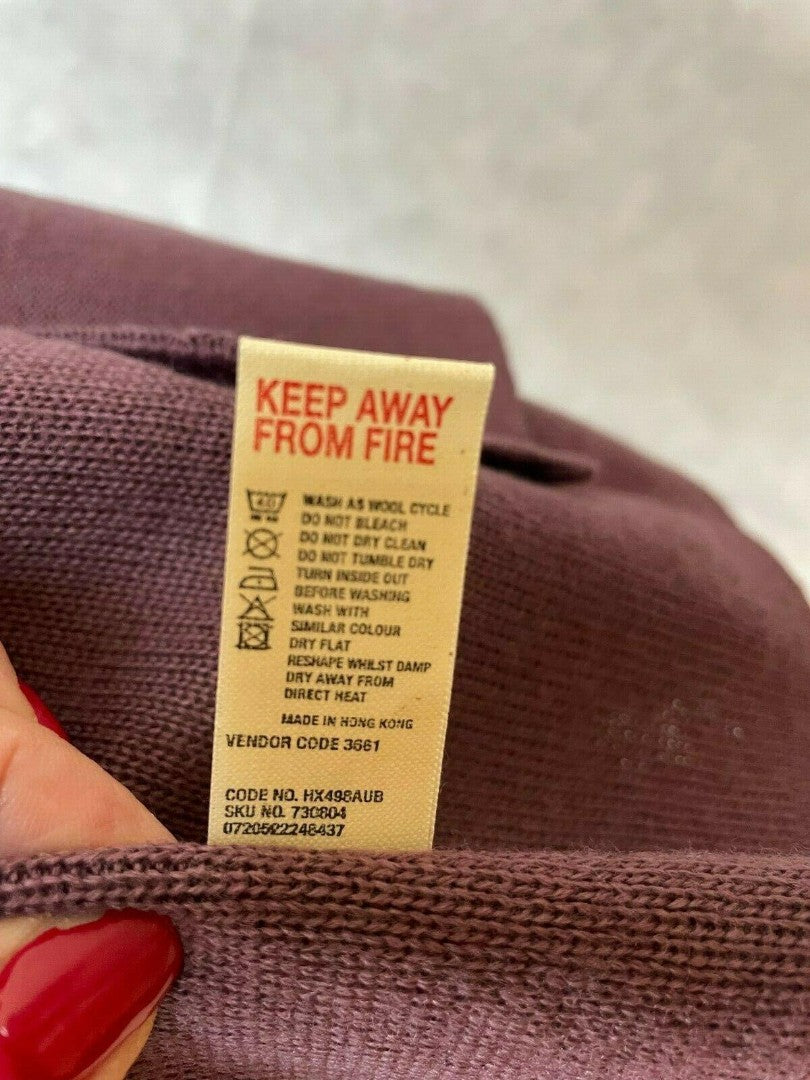 KEEP AWAY
FROM FIRE
40
WASH AS WOOL CYCLE
DO NOT BLEACH
DO NOT DRY CLEAN
DO NOT TUMBLE DRY
TURN INSIDE OUT
BEFORE WASHING
WASH WITH
SIMILAR COLOUR
DRY FLAT
RESHAPE WHILST DAMP
DRY AWAY FROM
DIRECT HEAT
MADE IN HONG KONG
VENDOR CODE 3661
CODE NO. HX498AUB
SKU NO. 730804
0720502248437